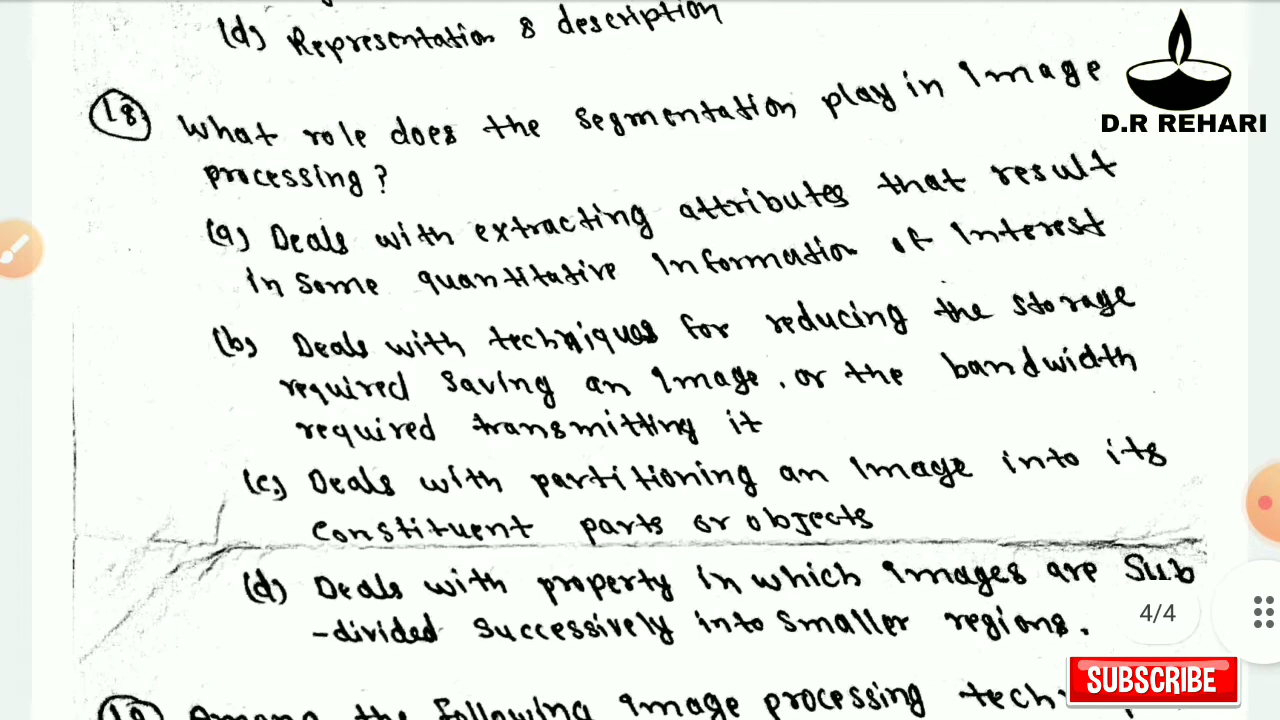 (d) Representation & description
D.R REHARI
(18) What role does the segmentation play in Image
processing?
(a) Deals with extracting attributes that result
in some quantitative Information of Interest
(b) Deals with techniques for reducing the storage
required saving an Image, or the bandwidth
required transmitting it
(c) Deals with partitioning an Image into its
constituent parts or objects
(d) Deals with property in which images are Sub
-divided successively into smaller regions.
4/4
SUBSCRIBE
(19) Among the following image processing